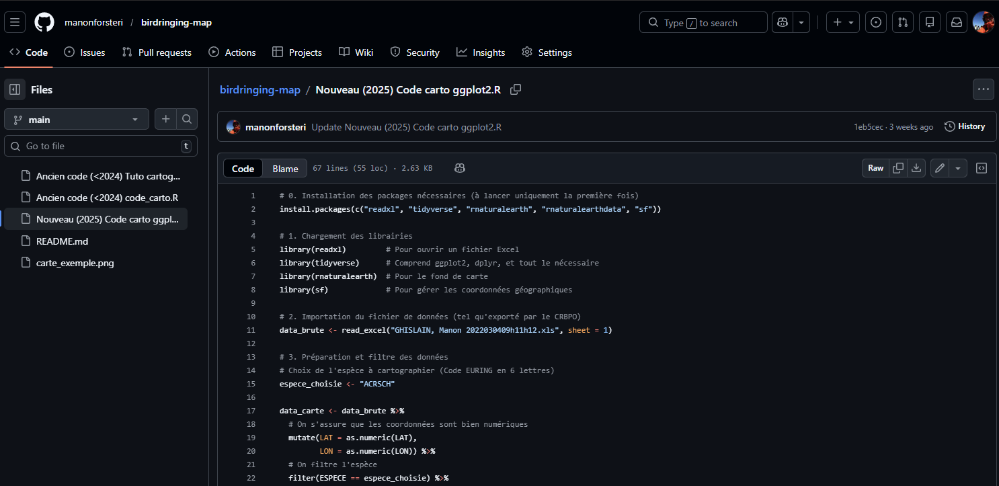 manonforsteri / birdringing-map
Type / to search
Code Issues Pull requests Actions Projects Wiki Security Insights Settings
Files
main
Go to file t
Ancien code (<2024) Tuto cartog...
Ancien code (<2024) code_carto.R
Nouveau (2025) Code carto ggpl...
README.md
carte_exemple.png
birdringing-map / Nouveau (2025) Code carto ggplot2.R
manonforsteri Update Nouveau (2025) Code carto ggplot2.R 1eb5cec · 3 weeks ago History
Code Blame 67 lines (55 loc) · 2.63 KB Raw
1 # 0. Installation des packages nécessaires (à lancer uniquement la première fois)
2 install.packages(c("readxl", "tidyverse", "rnaturalearth", "rnaturalearthdata", "sf"))
3
4 # 1. Chargement des librairies
5 library(readxl) # Pour ouvrir un fichier Excel
6 library(tidyverse) # Comprend ggplot2, dplyr, et tout le nécessaire
7 library(rnaturalearth) # Pour le fond de carte
8 library(sf) # Pour gérer les coordonnées géographiques
9
10 # 2. Importation du fichier de données (tel qu'exporté par le CRBPO)
11 data_brute <- read_excel("GHISLAIN, Manon 2022030409h11h12.xls", sheet = 1)
12
13 # 3. Préparation et filtre des données
14 # Choix de l'espèce à cartographier (Code EURING en 6 lettres)
15 espece_choisie <- "ACRSCH"
16
17 data_carte <- data_brute %>%
18 # On s'assure que les coordonnées sont bien numériques
19 mutate(LAT = as.numeric(LAT),
20 LON = as.numeric(LON)) %>%
21 # On filtre l'espèce
22 filter(ESPECE == espece_choisie) %>%